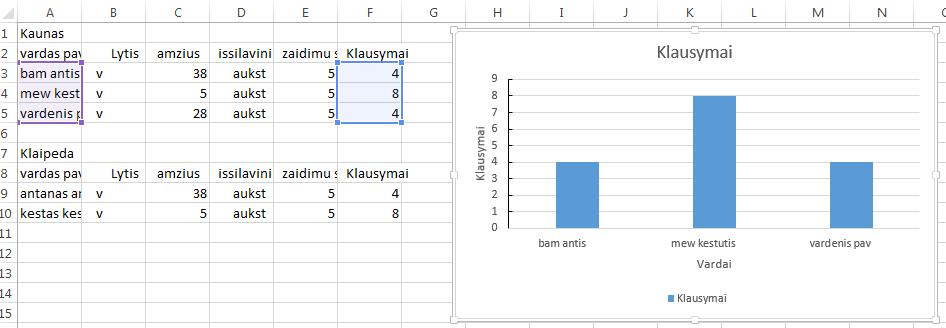 A B C D E F G H I J K L M N
1 Kaunas
2 vardas pav Lytis amzius issilavini zaidimu s Klausymai
3 bam antis v 38 aukst 5 4
4 mew kest v 5 aukst 5 8
5 vardenis p v 28 aukst 5 4
6
7 Klaipeda
8 vardas pav Lytis amzius issilavini zaidimu s Klausymai
9 antanas an v 38 aukst 5 4
10 kestas kes v 5 aukst 5 8
11
12
13
14
15
Klausymai
9
8
7
6
5
4
3
2
1
0
Klausymai
bam antis mew kestutis vardenis pav
Vardai
Klausymai